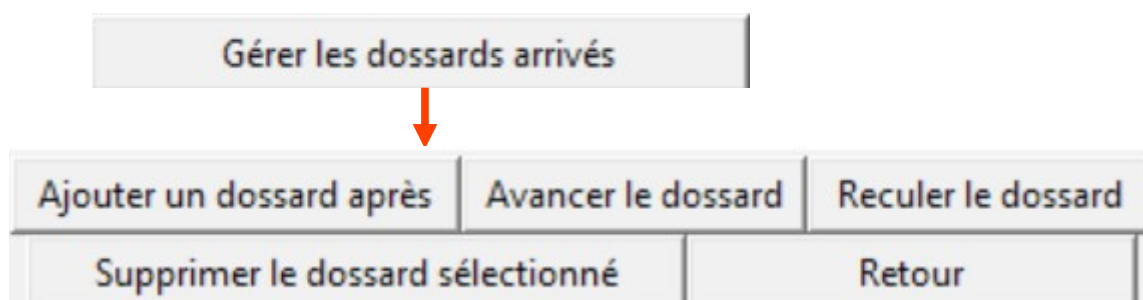 Gérer les dossards arrivés
Ajouter un dossard après Avancer le dossard Reculer le dossard
Supprimer le dossard sélectionné Retour